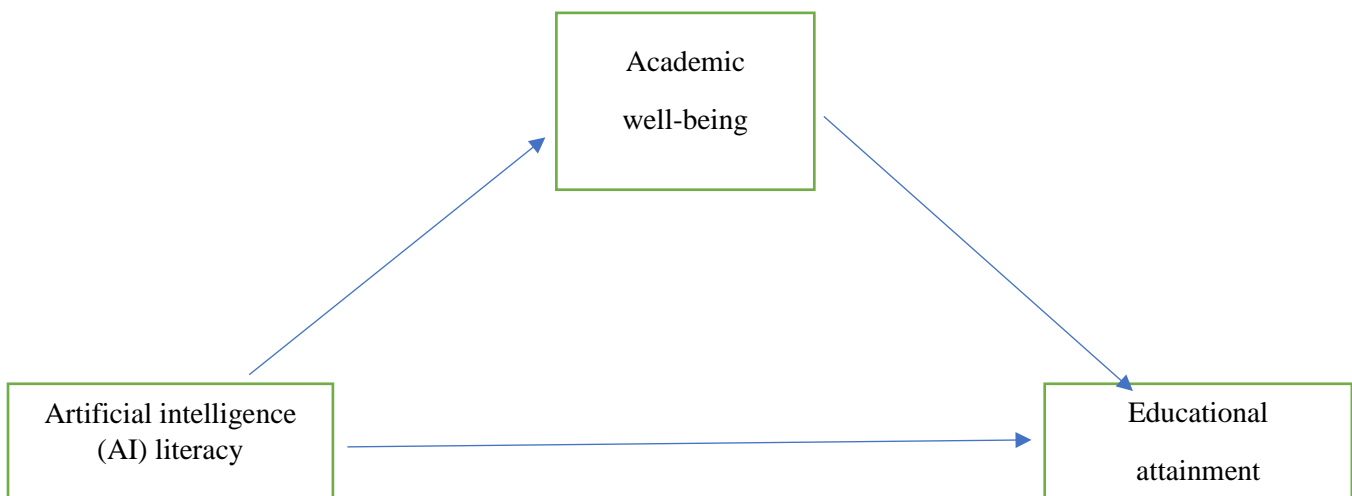 Academic
well-being
Artificial intelligence
(AI) literacy
Educational
attainment